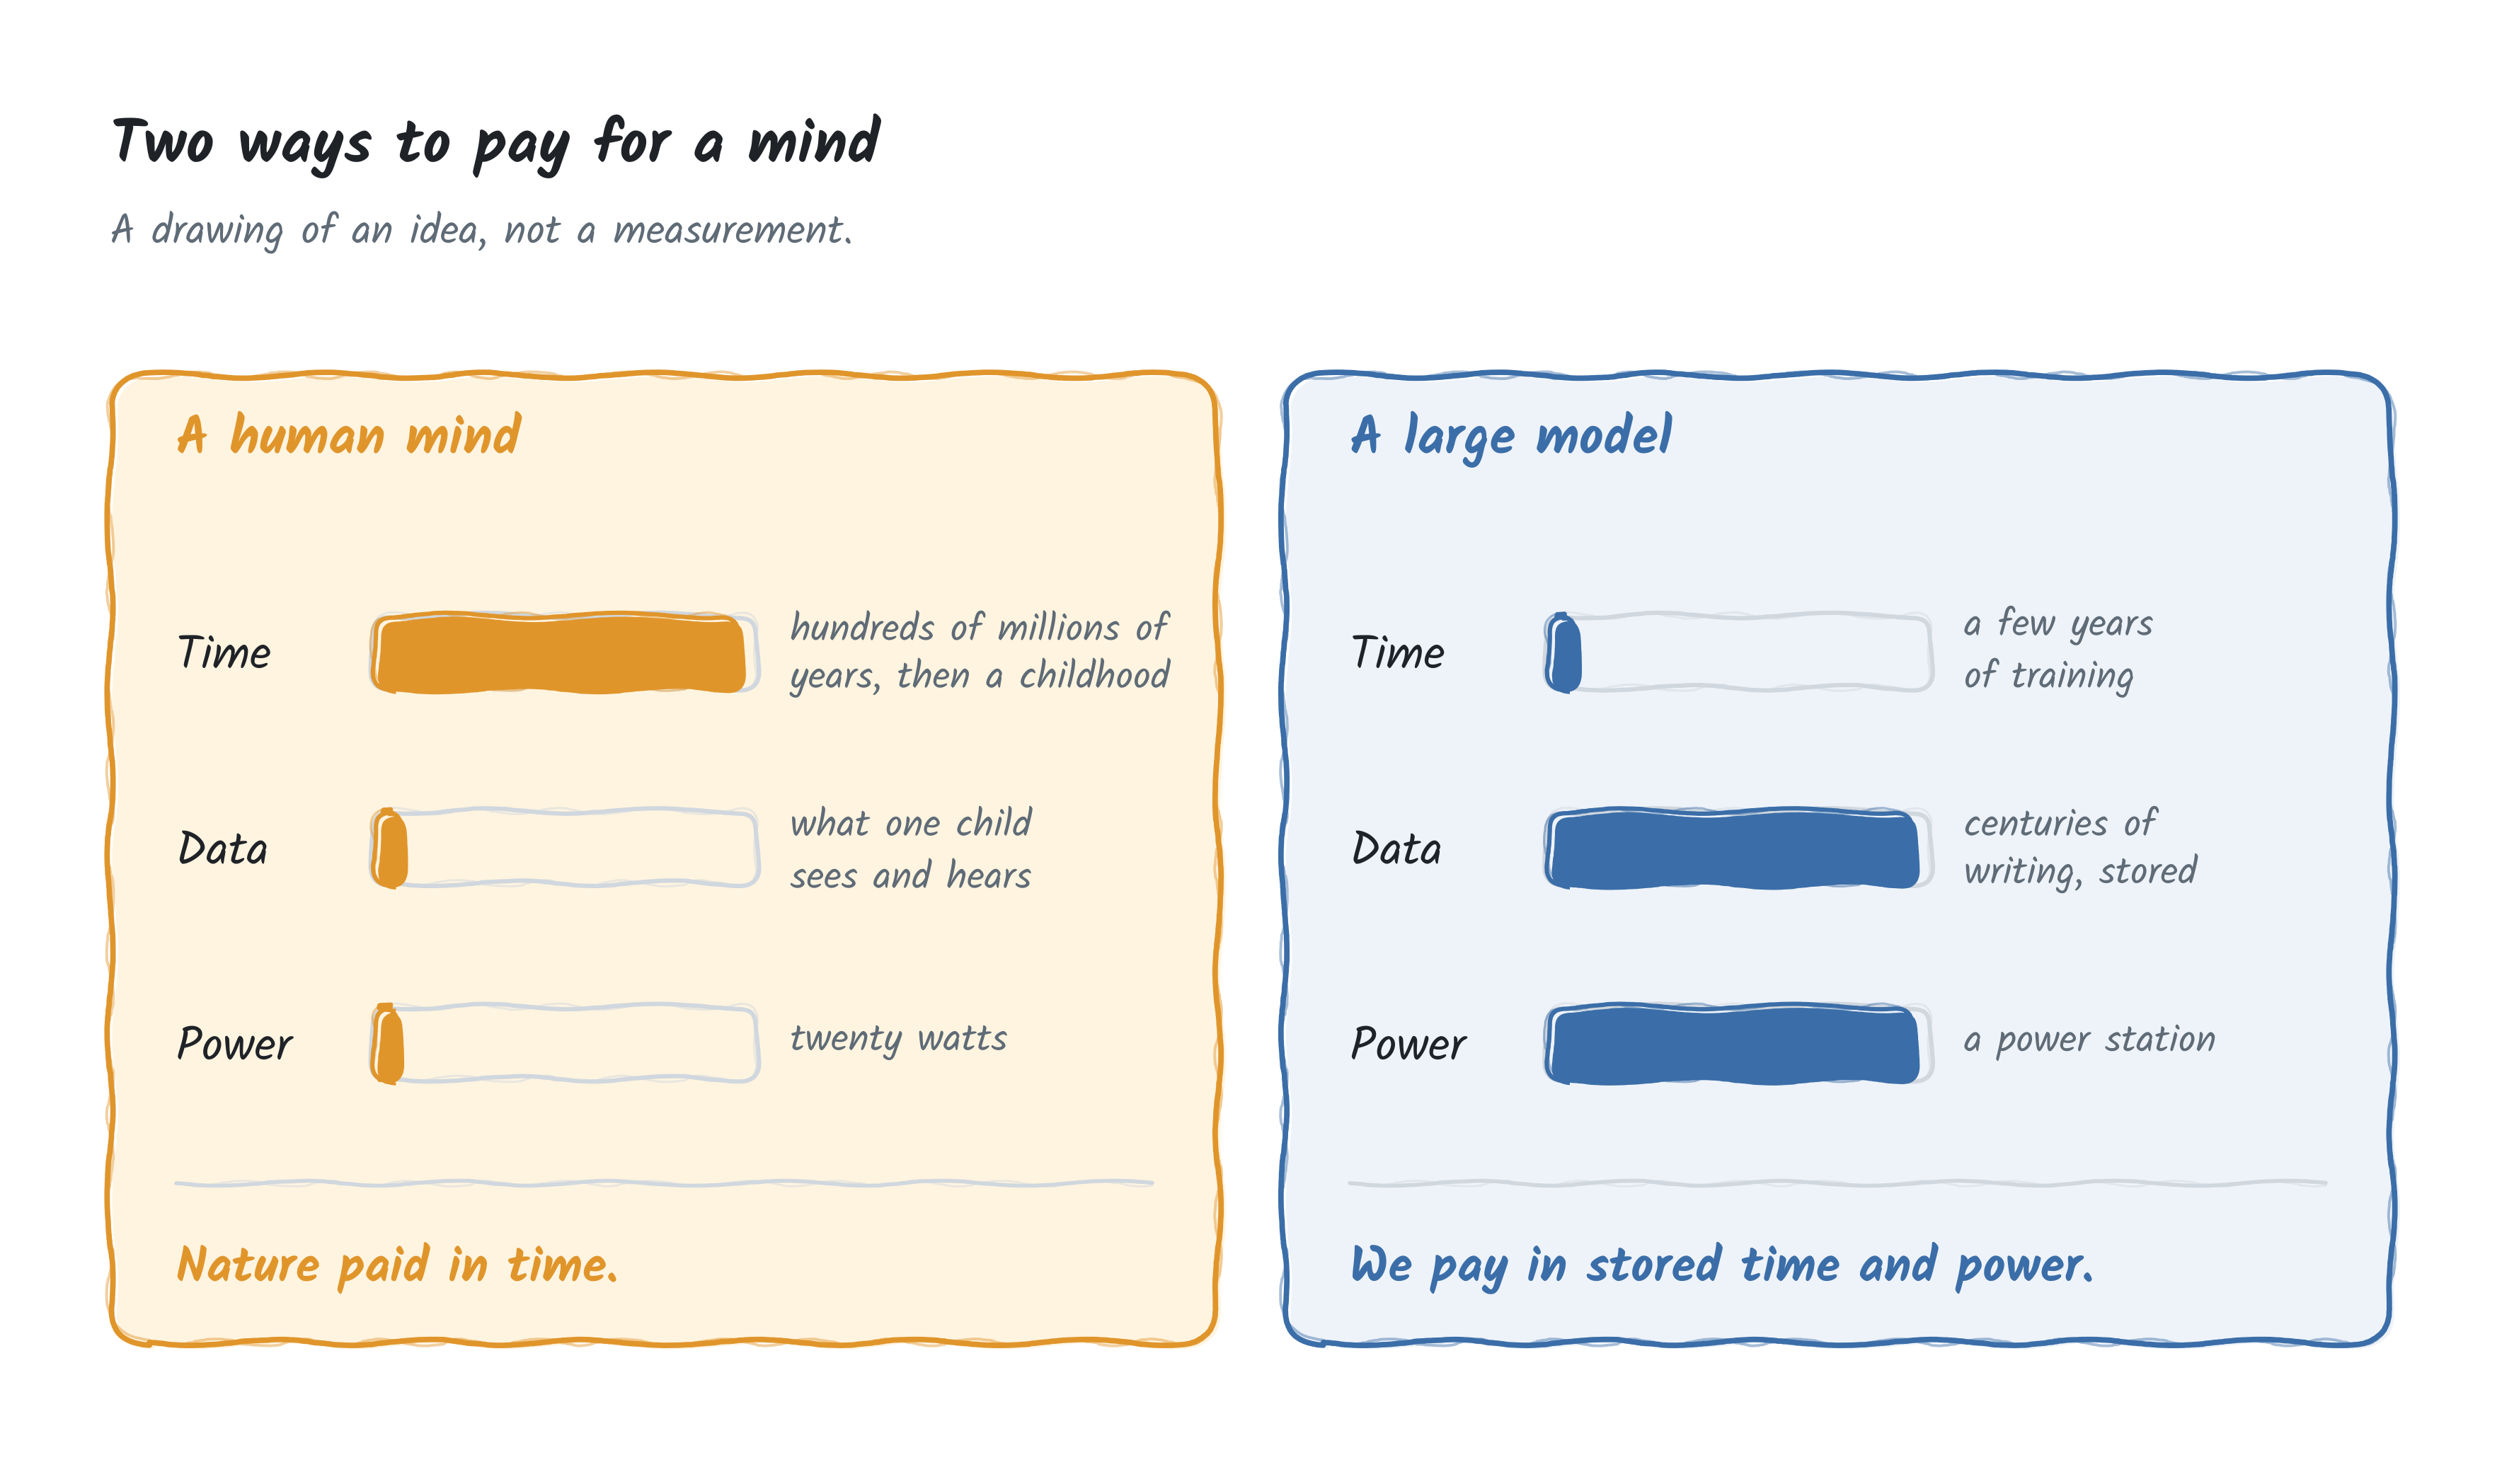 Two ways to pay for a mind
A drawing of an idea, not a measurement.
A human mind
Time
hundreds of millions of
years, then a childhood
Data
what one child
sees and hears
Power
twenty watts
Nature paid in time.
A large model
Time
a few years
of training
Data
centuries of
writing, stored
Power
a power station
We pay in stored time and power.